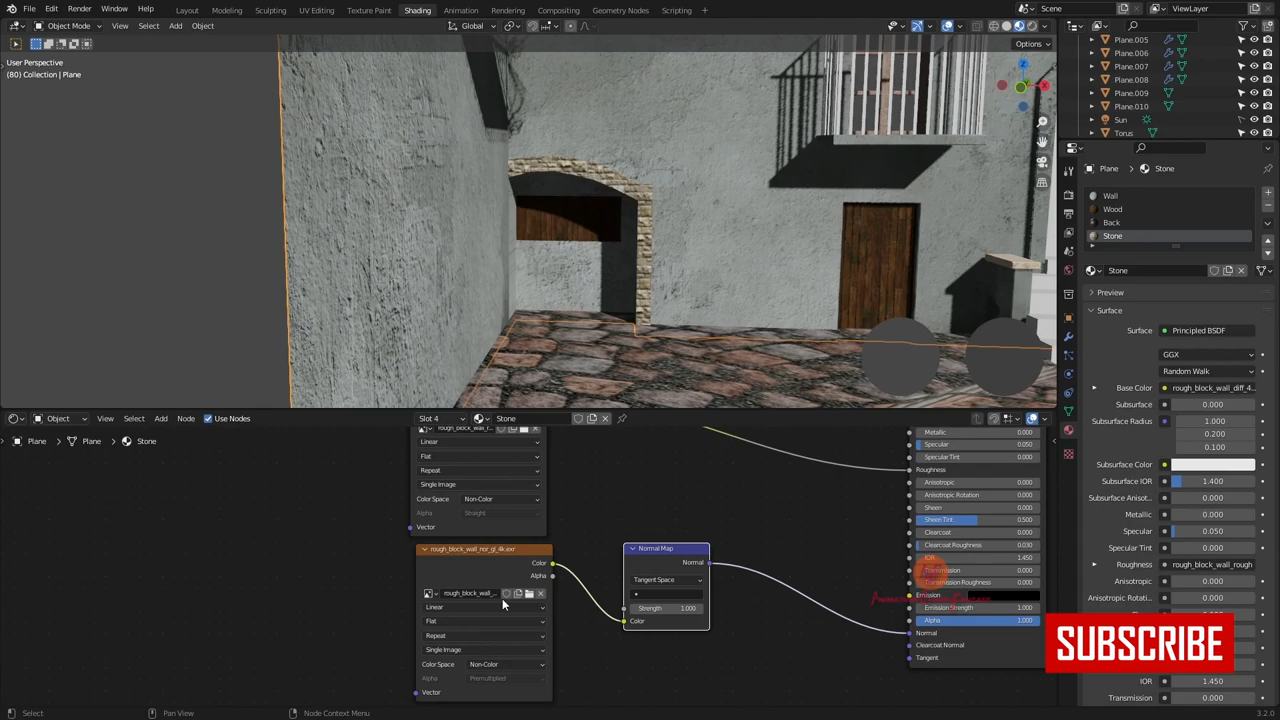 File Edit Render Window Help Layout Modeling Sculpting UV Editing Texture Paint Shading Animation Rendering Compositing Geometry Nodes Scripting + Scene ViewLayer
Object Mode View Select Add Object Global
Options
User Perspective
(80) Collection | Plane
Plane.005
Plane.006
Plane.007
Plane.008
Plane.009
Plane.010
Sun
Torus
Plane > Stone
Wall
Wood
Back
Stone
Stone
Preview
Surface
Surface Principled BSDF
GGX
Random Walk
Base Color rough_block_wall_diff_4...
Subsurface 0.000
Subsurface Radius 1.000
0.200
0.100
Subsurface Color
Subsurface IOR 1.400
Subsurface Anisot... 0.000
Metallic 0.000
Specular 0.050
Specular Tint 0.000
Roughness rough_block_wall_rough
Anisotropic 0.000
IOR 1.450
Transmission 0.000
Object View Select Add Node Use Nodes Slot 4 Stone
Plane > Plane > Stone
rough_block_wall_r...
Linear
Flat
Repeat
Single Image
Color Space Non-Color
Alpha Straight
Vector
rough_block_wall_nor_gl_4k.exr
Color
Alpha
rough_block_wall_...
Linear
Flat
Repeat
Single Image
Color Space Non-Color
Alpha Premultiplied
Vector
Normal Map
Normal
Tangent Space
Strength 1.000
Color
Metallic 0.000
Specular 0.050
Specular Tint 0.000
Roughness
Anisotropic 0.000
Anisotropic Rotation 0.000
Sheen 0.000
Sheen Tint 0.500
Clearcoat 0.000
Clearcoat Roughness 0.030
IOR 1.450
Transmission 0.000
Transmission Roughness 0.000
Emission
Emission Strength 1.000
Alpha 1.000
Normal
Clearcoat Normal
Tangent
SUBSCRIBE
Select Pan View Node Context Menu 3.2.0